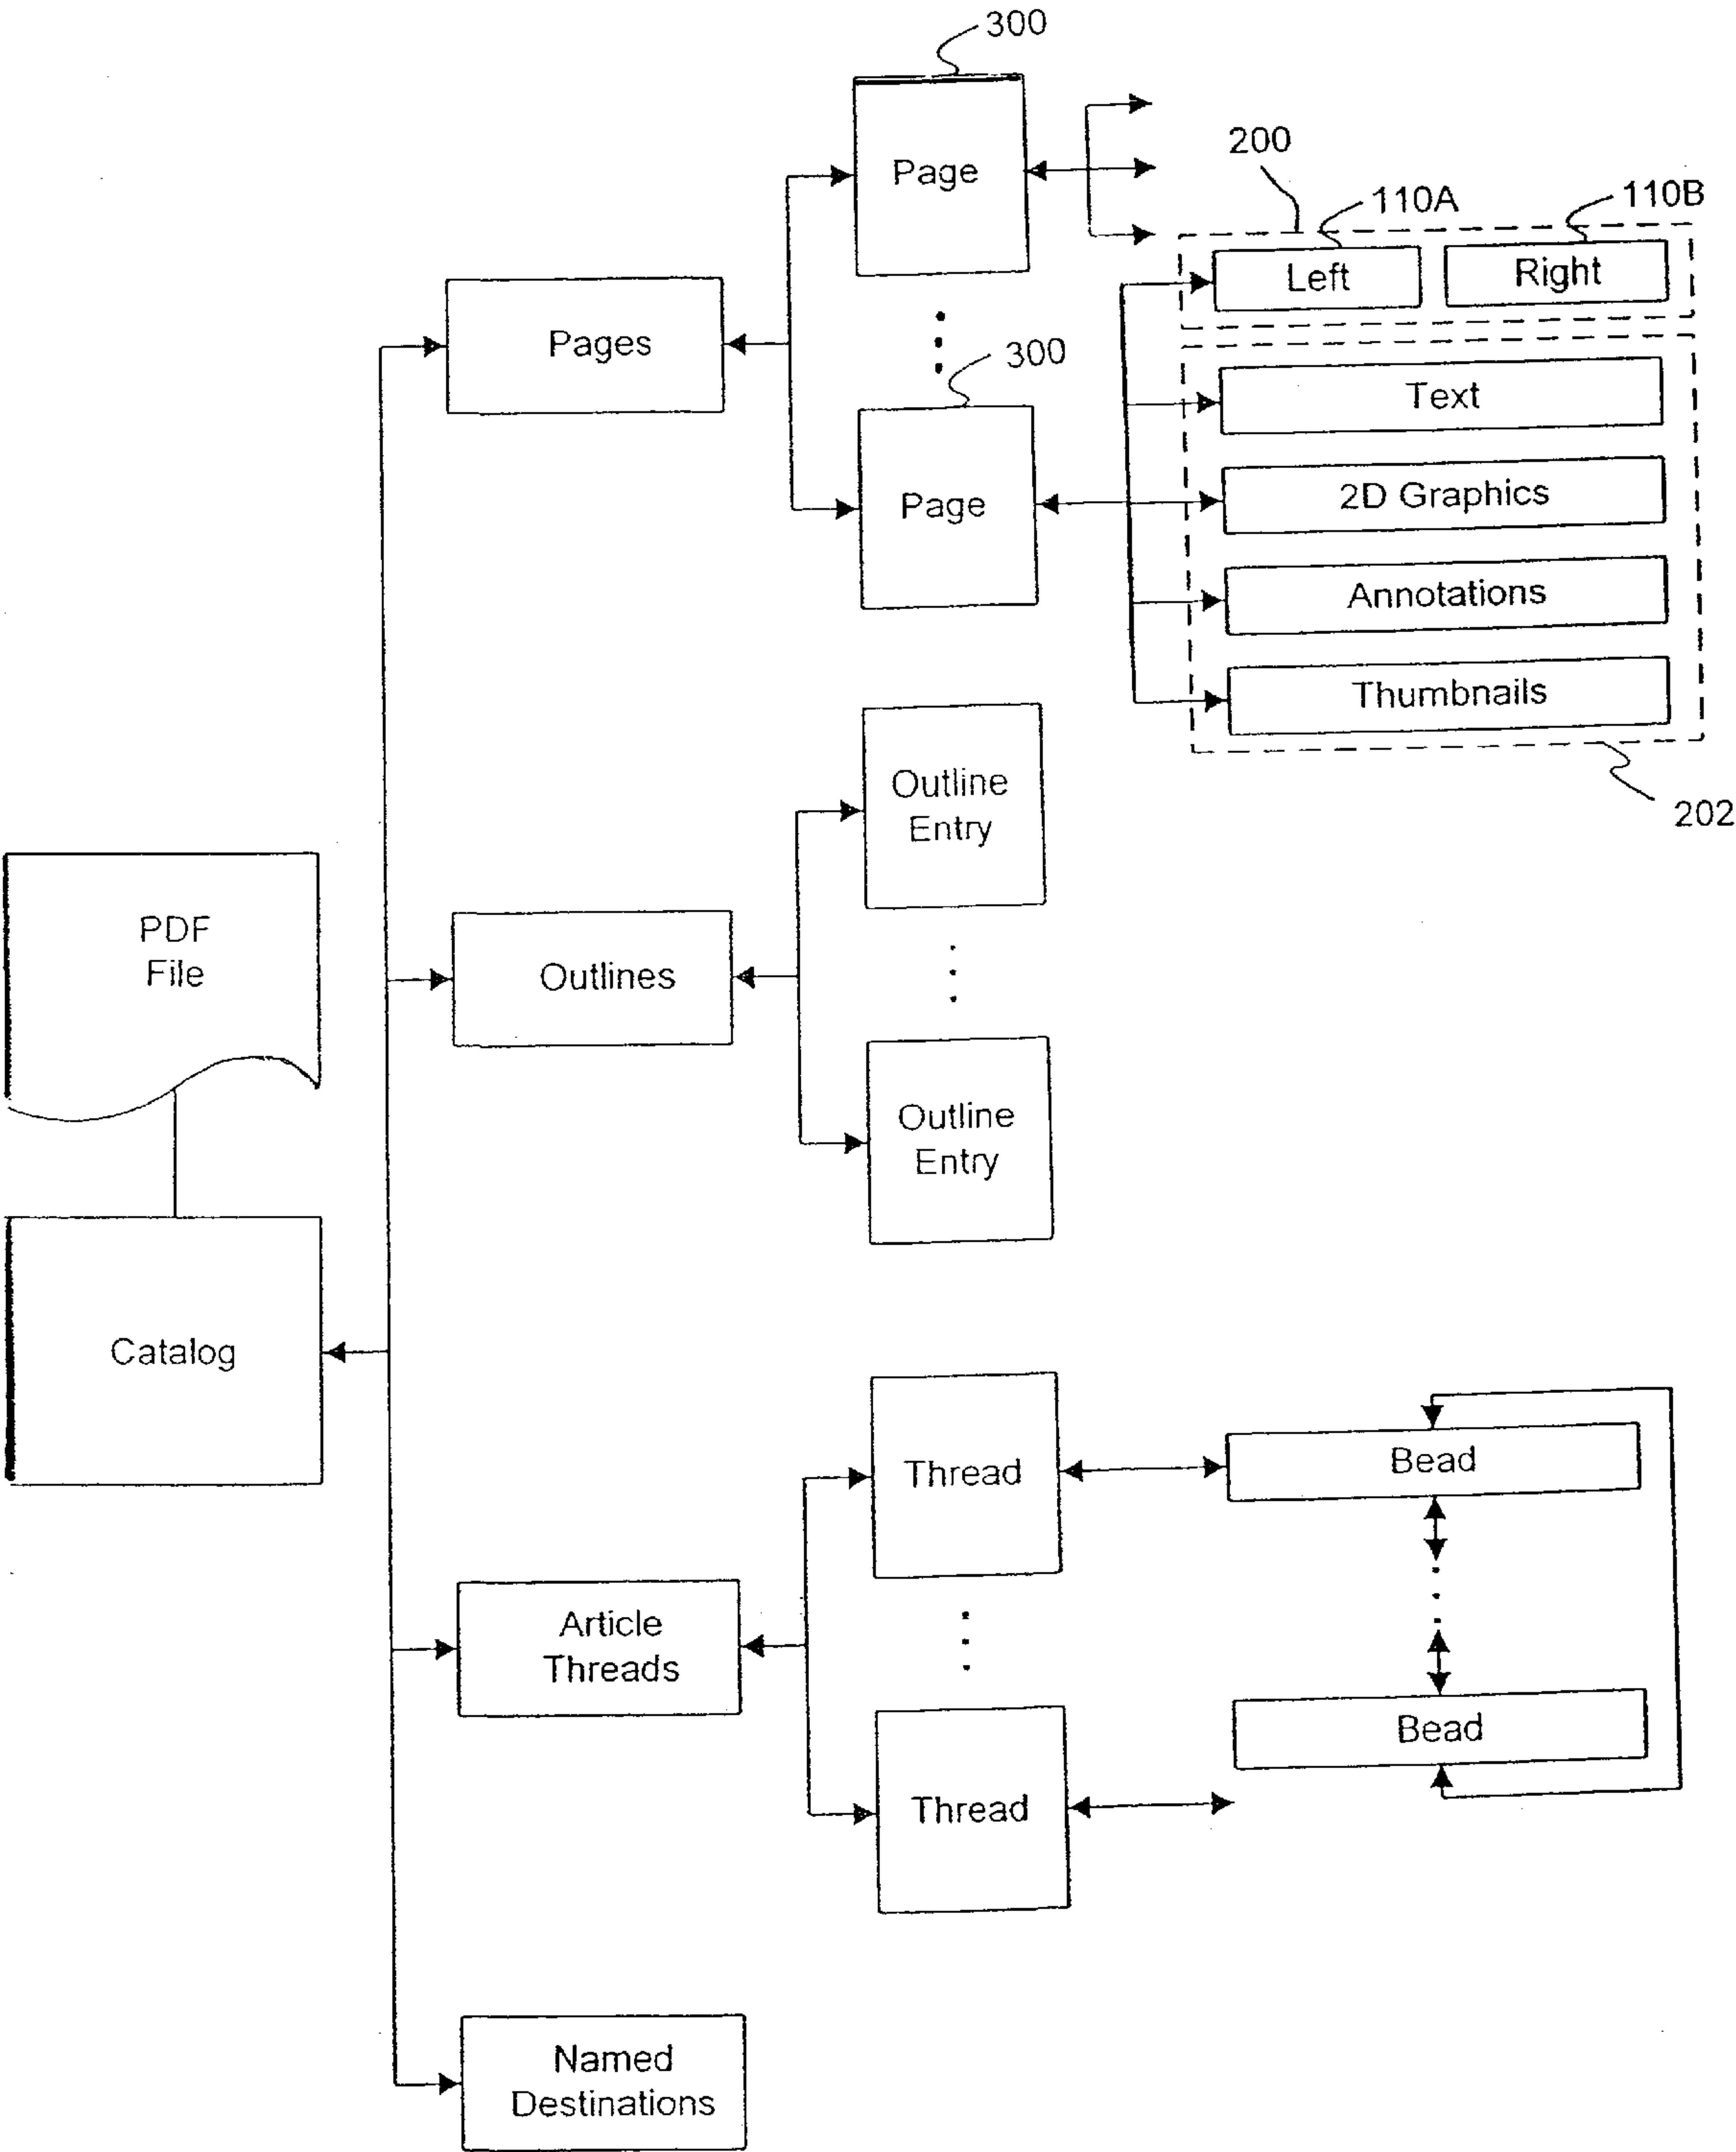 300
Page
200
110A
110B
Left
Right
Pages
300
Text
Page
2D Graphics
Annotations
Thumbnails
202
Outline
Entry
PDF
File
Outlines
Outline
Entry
Catalog
Thread
Bead
Article
Threads
Bead
Thread
Named
Destinations